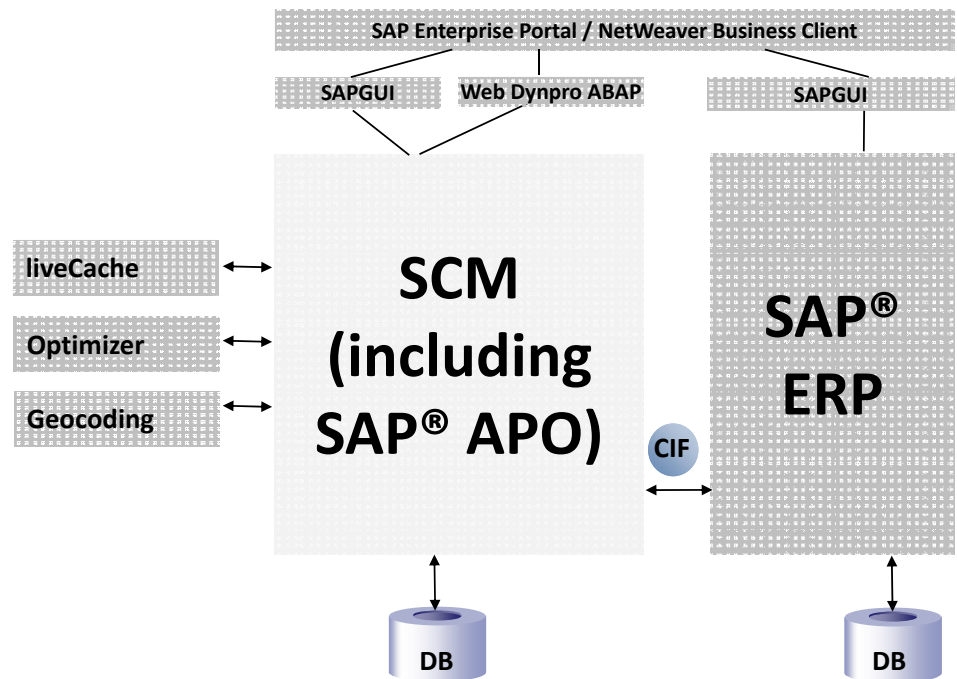 SAP Enterprise Portal / NetWeaver Business Client
SAPGUI
Web Dynpro ABAP
SAPGUI
liveCache
Optimizer
Geocoding
SCM
(including
SAP® APO)
CIF
SAP®
ERP
DB
DB